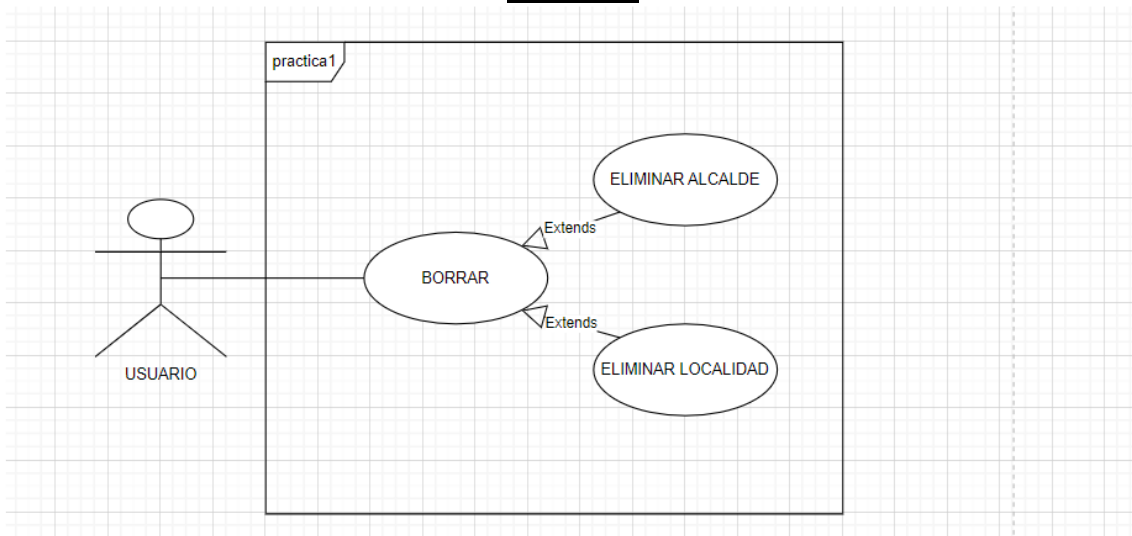 practica1
ELIMINAR ALCALDE
Extends
BORRAR
Extends
ELIMINAR LOCALIDAD
USUARIO